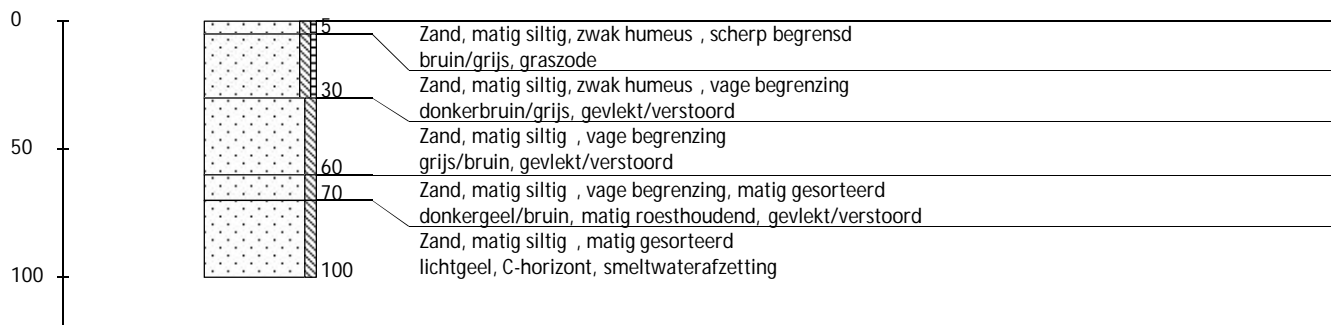 0
5
Zand, matig siltig, zwak humeus , scherp begrensd
bruin/grijs, graszode
30
Zand, matig siltig, zwak humeus , vage begrenzing
donkerbruin/grijs, gevlekt/verstoord
50
Zand, matig siltig , vage begrenzing
grijs/bruin, gevlekt/verstoord
60
70
Zand, matig siltig , vage begrenzing, matig gesorteerd
donkergeel/bruin, matig roesthoudend, gevlekt/verstoord
Zand, matig siltig , matig gesorteerd
lichtgeel, C-horizont, smeltwaterafzetting
100
100